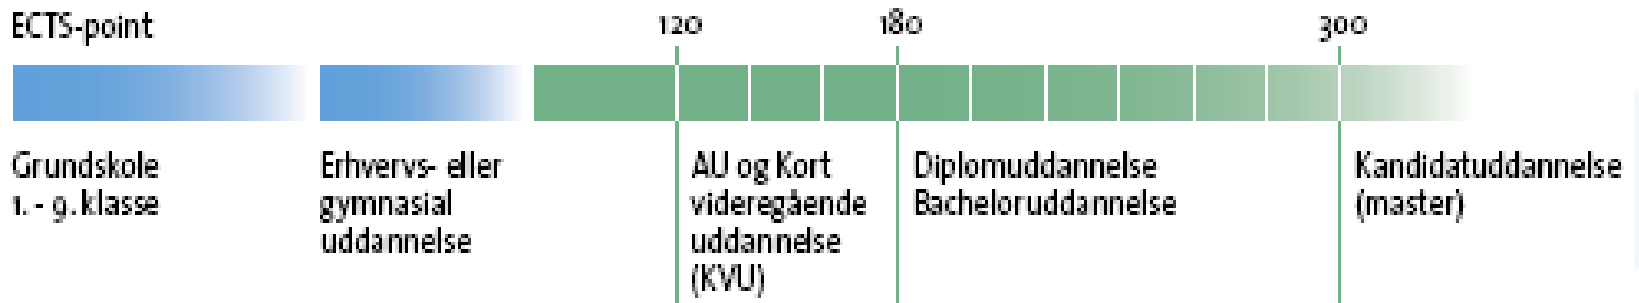 ECTS-point 120 180 300
Grundskole
1. - 9. klasse
Erhvervs- eller
gymnasial
uddannelse
AU og Kort
videregående
uddannelse
(KVU)
Diplomuddannelse
Bacheloruddannelse
Kandidatuddannelse
(master)